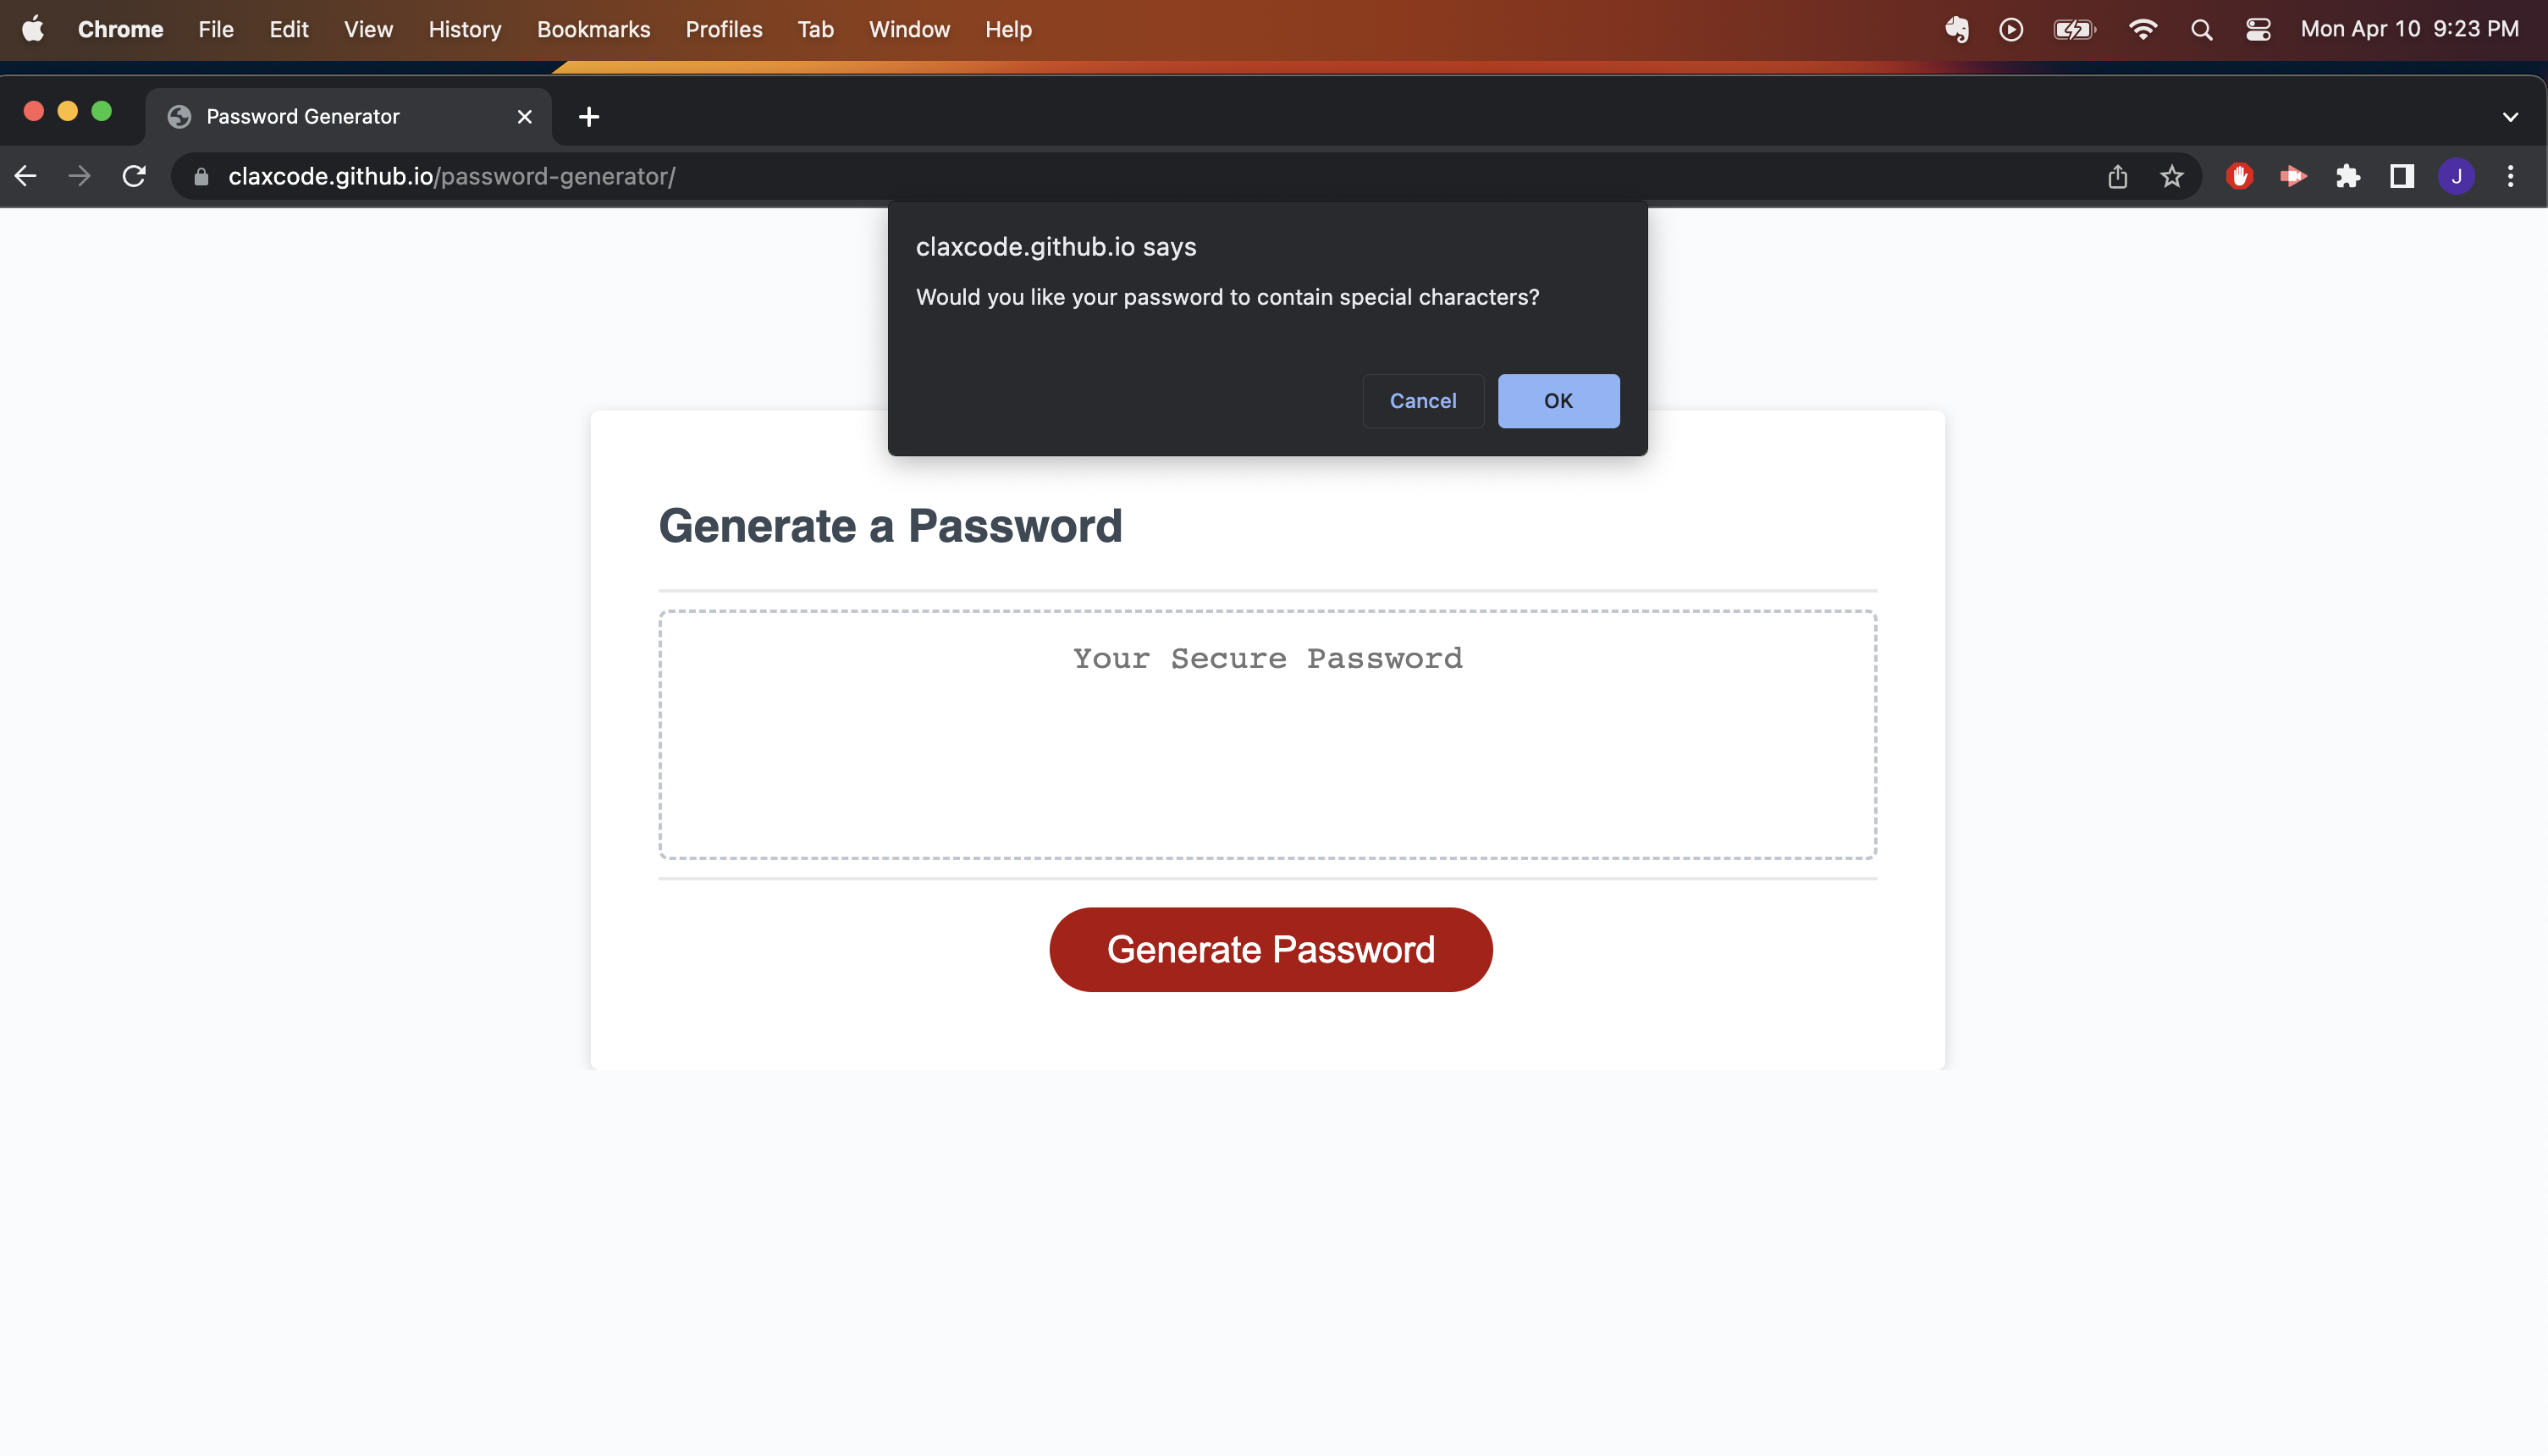 Chrome File Edit View History Bookmarks Profiles Tab Window Help Mon Apr 10 9:23 PM
Password Generator
claxcode.github.io/password-generator/ J
claxcode.github.io says
Would you like your password to contain special characters?
Cancel OK
Generate a Password
Your Secure Password
Generate Password